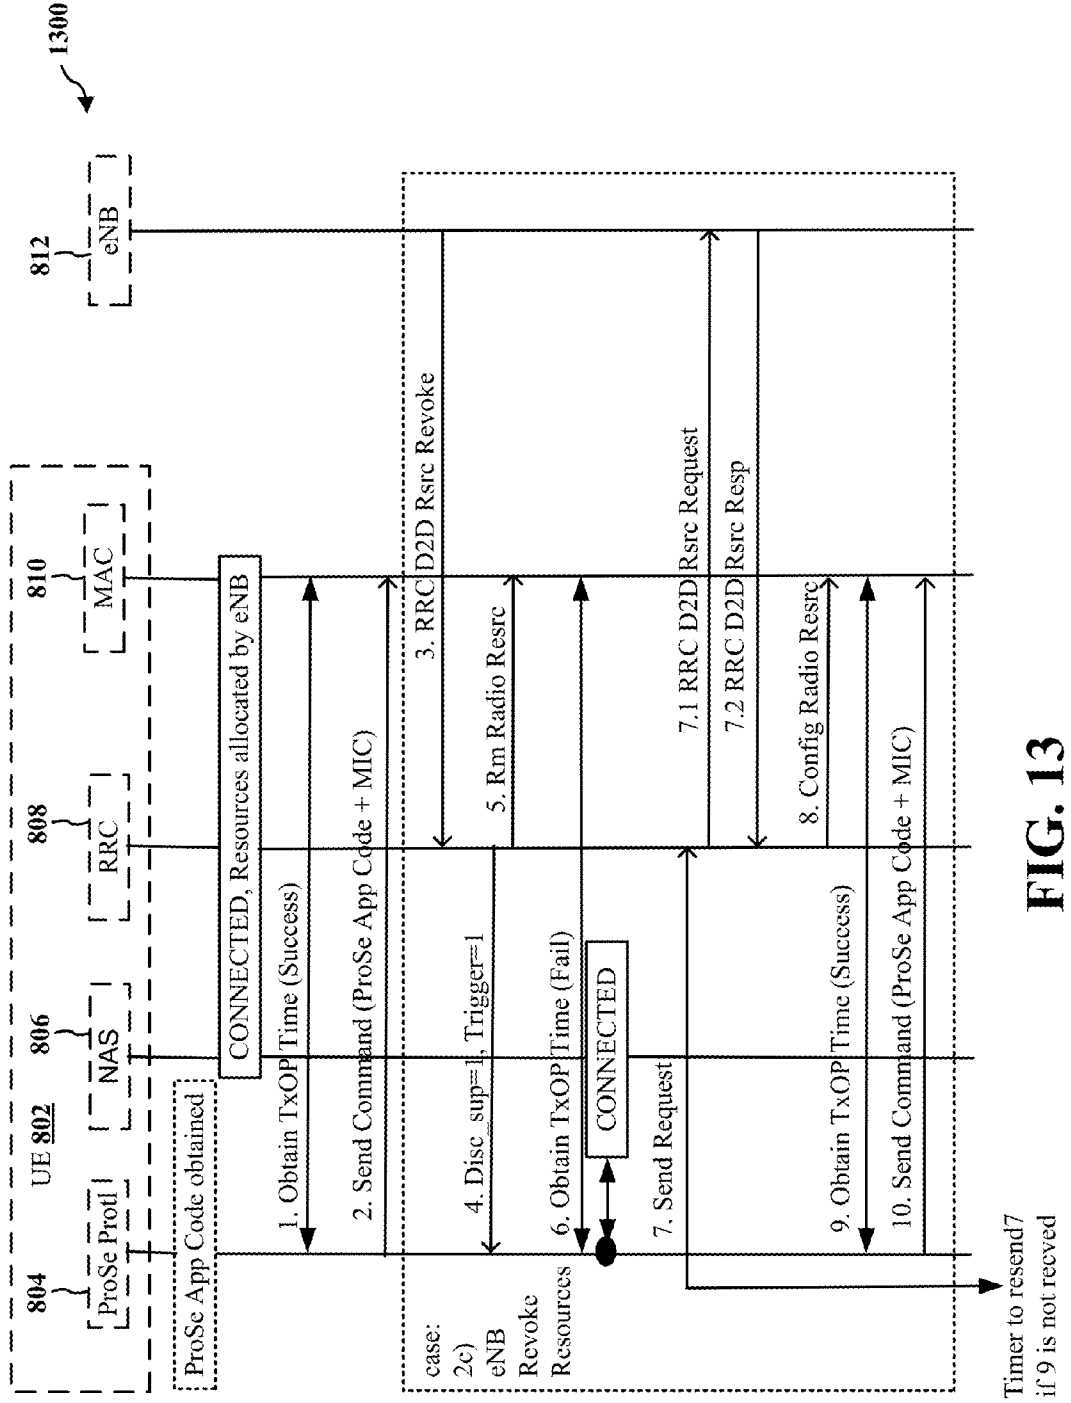 1300
UE 802
804
806
808
810
812
ProSe Protl
NAS
RRC
MAC
eNB
ProSe App Code obtained
CONNECTED, Resources allocated by eNB
1. Obtain TxOP Time (Success)
2. Send Command (ProSe App Code + MIC)
case:
2c)
eNB
Revoke
Resources
3. RRC D2D Rsrc Revoke
4. Disc_sup=1, Trigger=1
5. Rm Radio Resrc
6. Obtain TxOPTime (Fail)
CONNECTED
7. Send Request
7.1 RRC D2D Rsrc Request
7.2 RRC D2D Rsrc Resp
8. Config Radio Resrc
9. Obtain TxOP Time (Success)
10. Send Command (ProSe App Code + MIC)
Timer to resend7
if 9 is not recved
FIG. 13